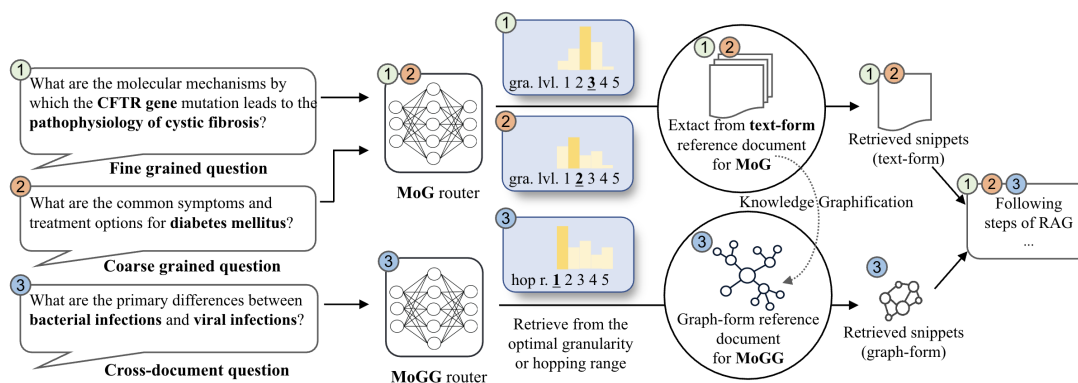 1
What are the molecular mechanisms by
which the CFTR gene mutation leads to the
pathophysiology of cystic fibrosis?
Fine grained question
2
What are the common symptoms and
treatment options for diabetes mellitus?
Coarse grained question
3
What are the primary differences between
bacterial infections and viral infections?
Cross-document question
1 2
MoG router
3
MoGG router
1
gra. lvl. 1 2 3 4 5
2
gra. lvl. 1 2 3 4 5
3
hop r. 1 2 3 4 5
Retrieve from the
optimal granularity
or hopping range
1 2
Extact from text-form
reference document
for MoG
Knowledge Graphification
3
Graph-form reference
document
for MoGG
1 2
Retrieved snippets
(text-form)
3
Retrieved snippets
(graph-form)
1 2 3
Following
steps of RAG
...